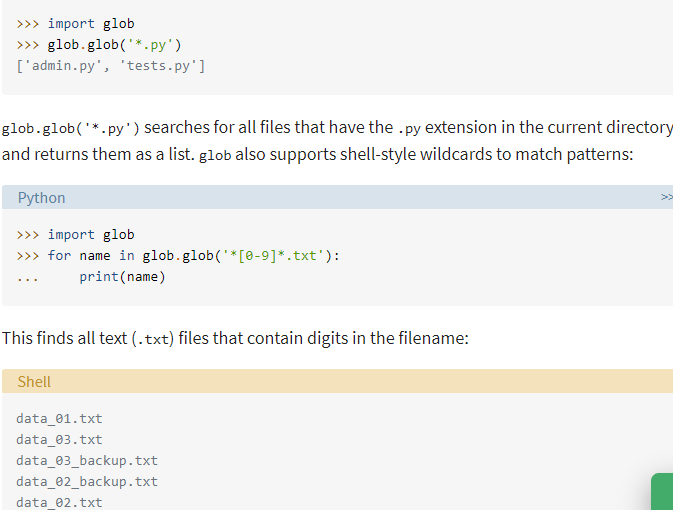 >>> import glob
>>> glob.glob('*.py')
['admin.py', 'tests.py']
glob.glob('*.py') searches for all files that have the .py extension in the current directory
and returns them as a list. glob also supports shell-style wildcards to match patterns:
Python
>>
>>> import glob
>>> for name in glob.glob('*[0-9]*.txt'):
...     print(name)
This finds all text (.txt) files that contain digits in the filename:
Shell
data_01.txt
data_03.txt
data_03_backup.txt
data_02_backup.txt
data_02.txt